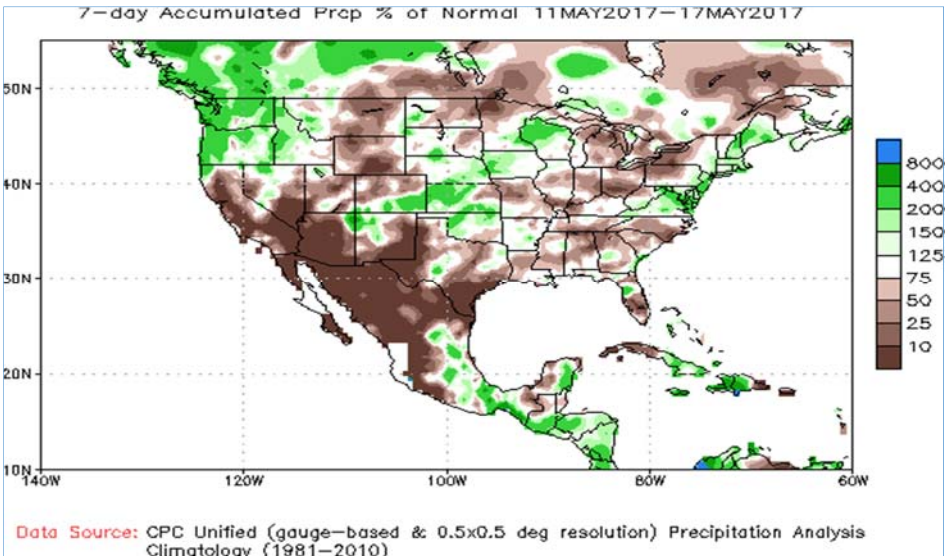 7-day Accumulated Prcp % of Normal 11MAY2017-17MAY2017
50N
40N
30N
20N
10N
140W 120W 100W 80W 60W
800
400
200
150
125
75
50
25
10
Data Source: CPC Unified (gauge-based & 0.5x0.5 deg resolution) Precipitation Analysis
Climatology (1981-2010)